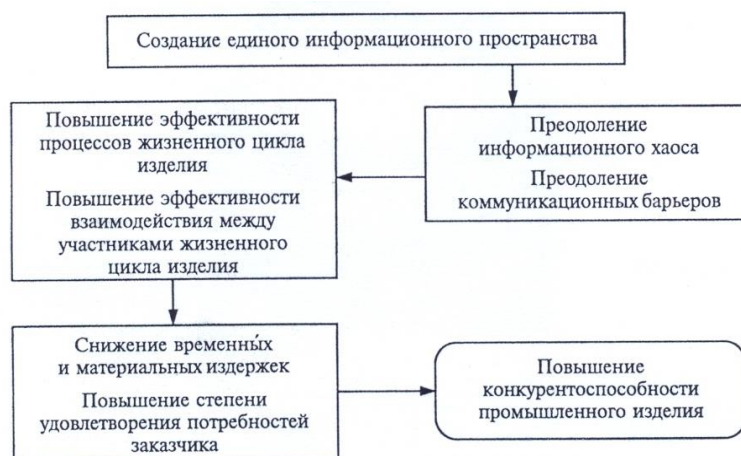 Создание единого информационного пространства
Преодоление
информационного хаоса
Преодоление
коммуникационных барьеров
Повышение эффективности
процессов жизненного цикла
изделия
Повышение эффективности
взаимодействия между
участниками жизненного
цикла изделия
Снижение временны́х
и материальных издержек
Повышение степени
удовлетворения потребностей
заказчика
Повышение
конкурентоспособности
промышленного изделия